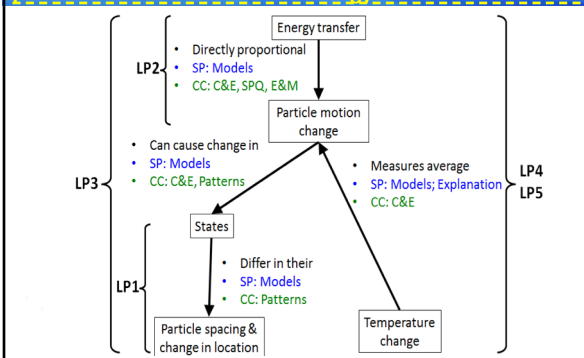 Energy transfer
• Directly proportional
• SP: Models
• CC: C&E, SPQ, E&M
LP2
Particle motion
change
• Can cause change in
• SP: Models
• CC: C&E, Patterns
• Measures average
• SP: Models; Explanation
• CC: C&E
LP3
LP4
LP5
States
• Differ in their
• SP: Models
• CC: Patterns
LP1
Particle spacing &
change in location
Temperature
change